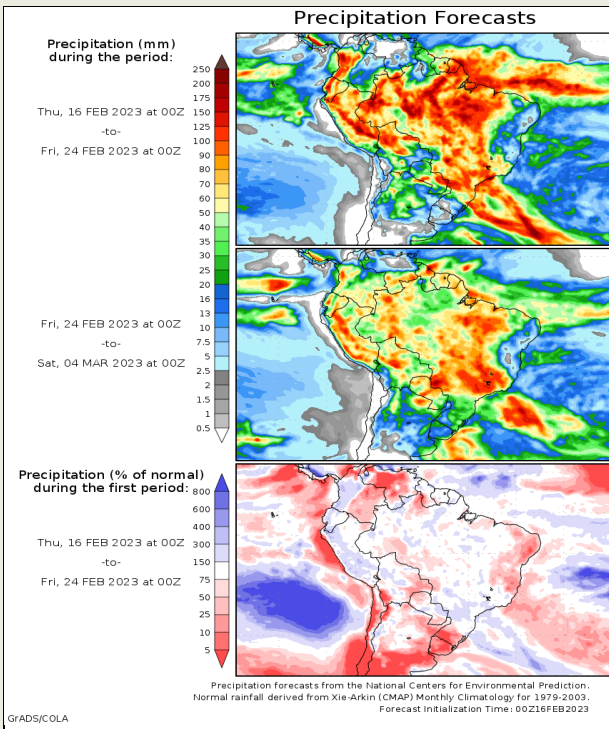 Precipitation Forecasts
Precipitation (mm)
during the period:
Thu, 16 FEB 2023 at 00Z
-to-
Fri, 24 FEB 2023 at 00Z
250
200
175
150
125
100
90
80
70
60
50
40
35
30
25
20
16
13
10
7.5
5
2.5
2
1.5
1
0.5
Fri, 24 FEB 2023 at 00Z
-to-
Sat, 04 MAR 2023 at 00Z
Precipitation (% of normal)
during the first period:
Thu, 16 FEB 2023 at 00Z
-to-
Fri, 24 FEB 2023 at 00Z
800
600
400
300
150
75
50
25
10
5
Precipitation forecasts from the National Centers for Environmental Prediction.
Normal rainfall derived from Xie-Arkin (CMAP) Monthly Climatology for 1979-2003.
Forecast Initialization Time: 00Z16FEB2023
GrADS/COLA